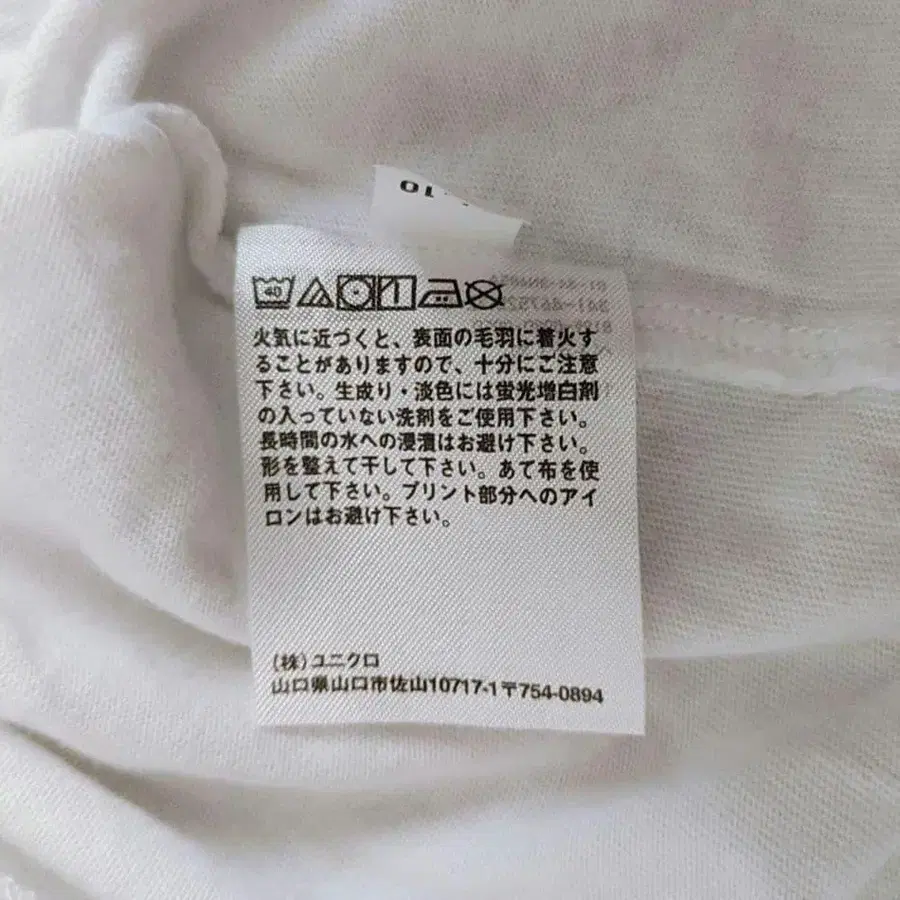 40
火気に近づくと、表面の毛羽に着火す
ることがありますので、十分にご注意
下さい。生成り・淡色には蛍光増白剤
の入っていない洗剤をご使用下さい。
長時間の水への浸漬はお避け下さい。
形を整えて干して下さい。あて布を使
用して下さい。プリント部分へのアイ
ロンはお避け下さい。
(株)ユニクロ
山口県山口市佐山10717-1〒754-0894